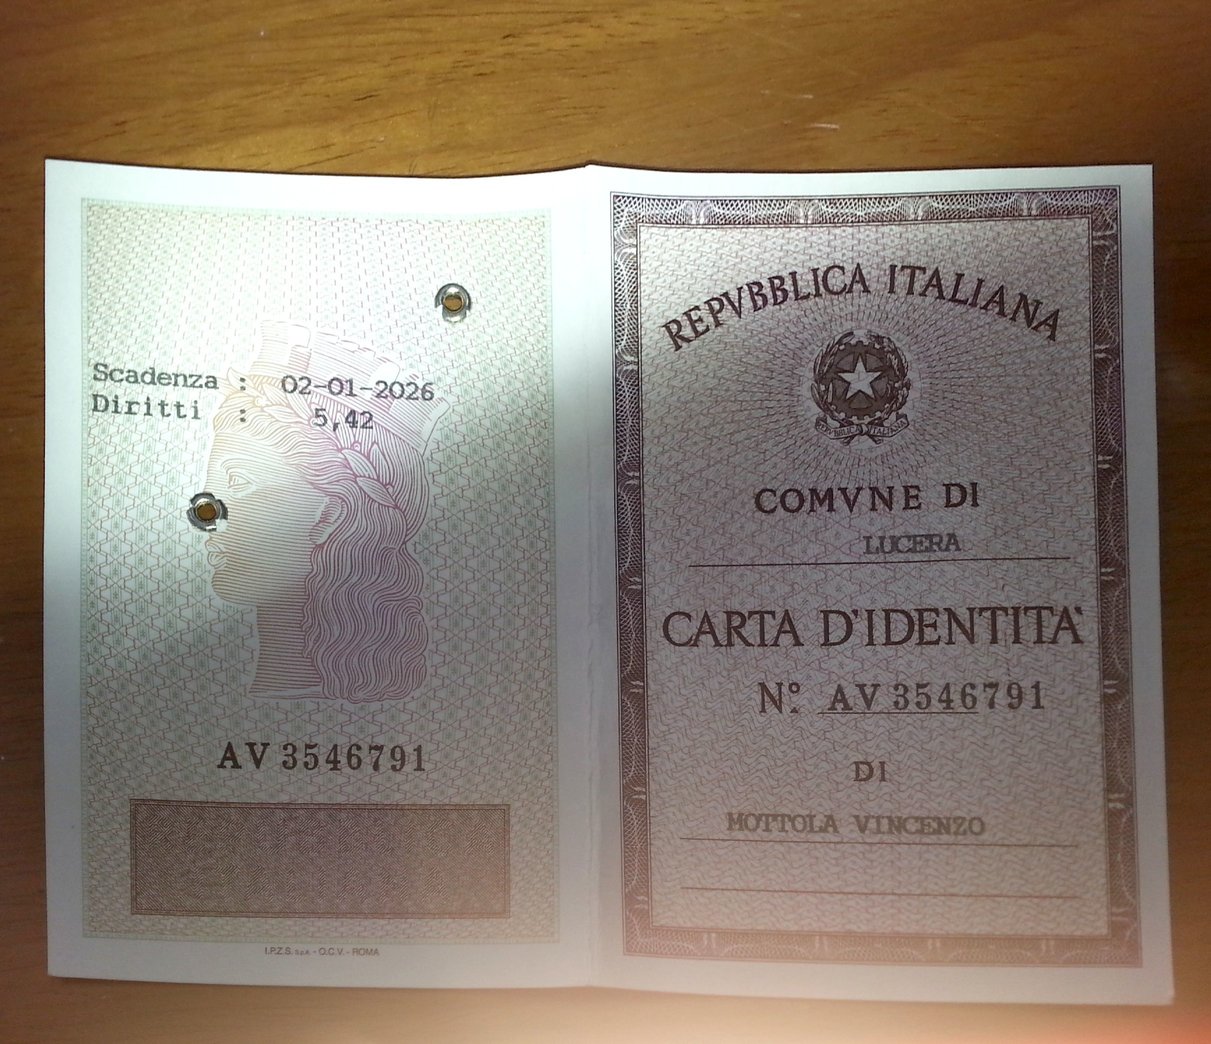 Scadenza : 02-01-2026
Diritti : 5,42
AV 3546791
I.P.Z.S. S.p.A. - O.C.V. - ROMA
REPVBBLICA ITALIANA
REPVBBLICA ITALIANA
COMVNE DI
LUCERA
CARTA D'IDENTITA'
N.º AV 3546791
DI
MOTTOLA VINCENZO